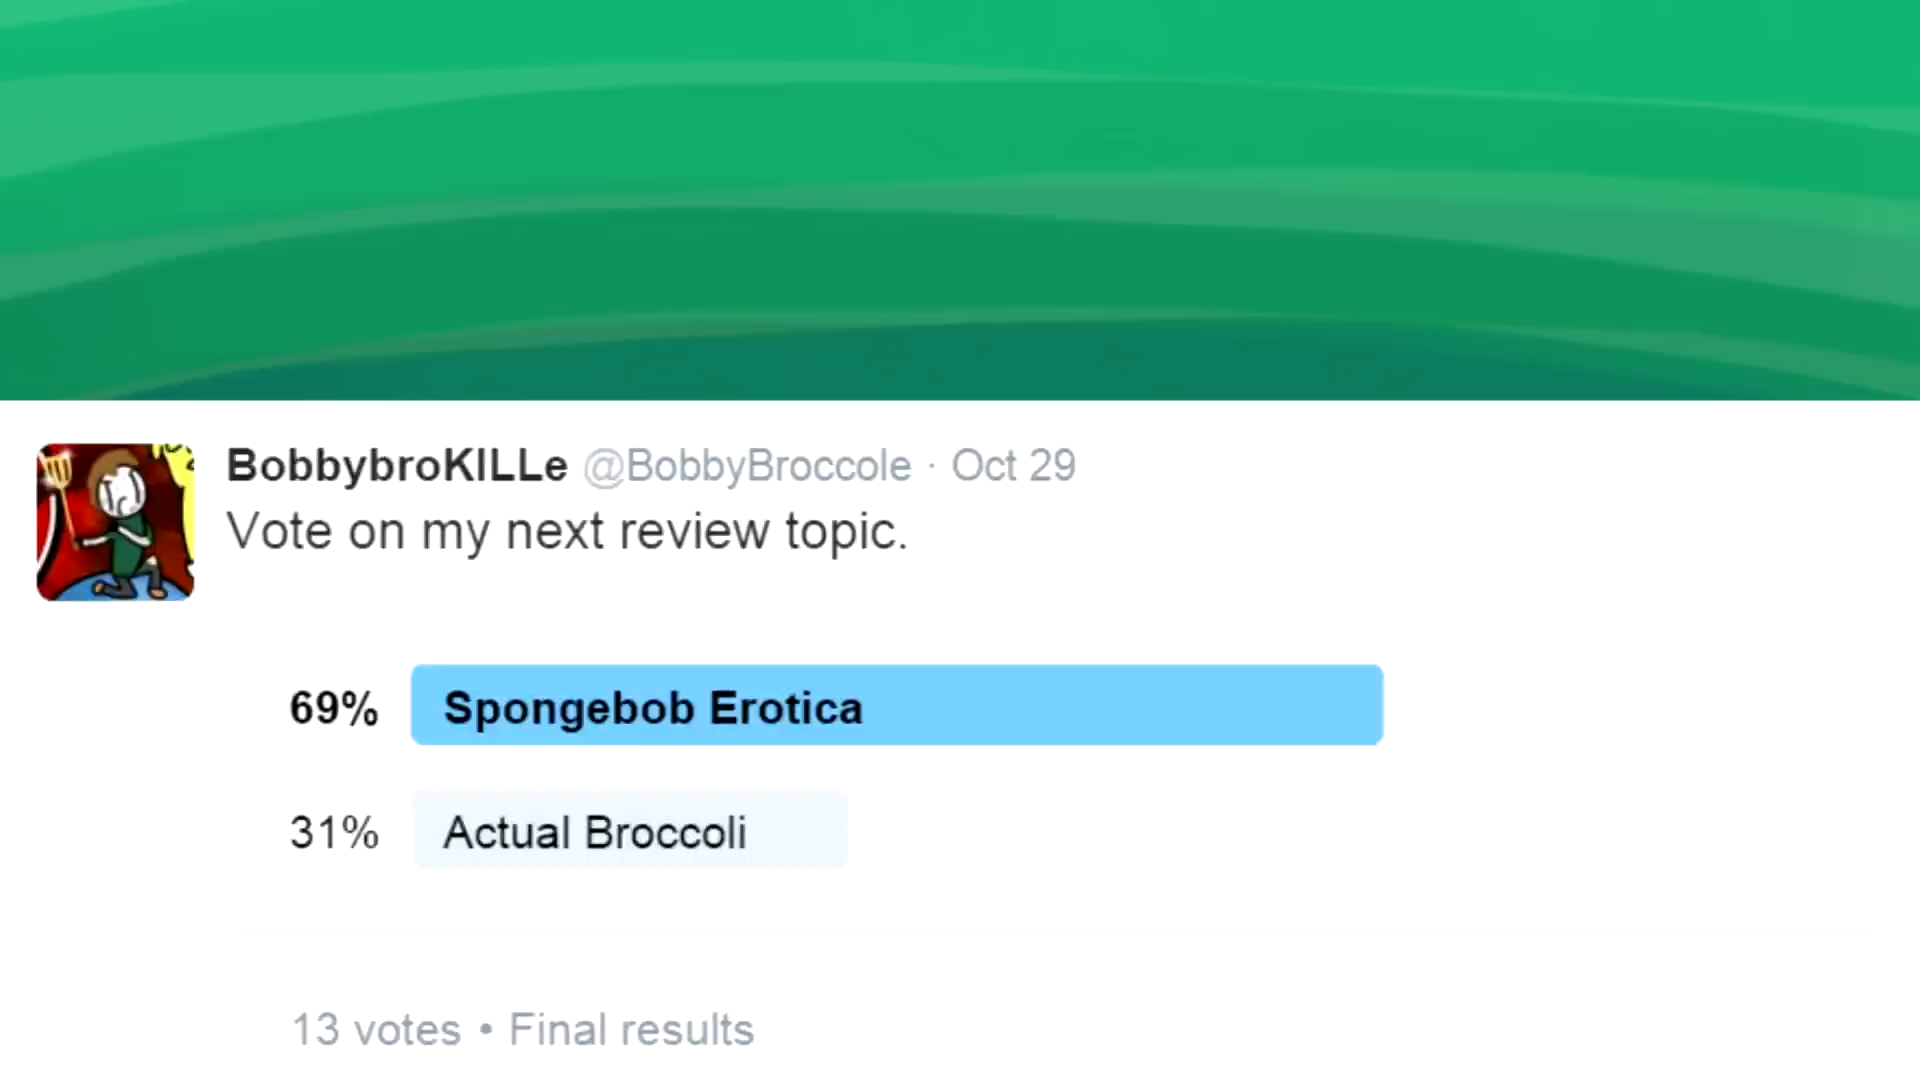 BobbybroKILLe @BobbyBroccole · Oct 29
Vote on my next review topic.
69% Spongebob Erotica
31% Actual Broccoli
13 votes • Final results